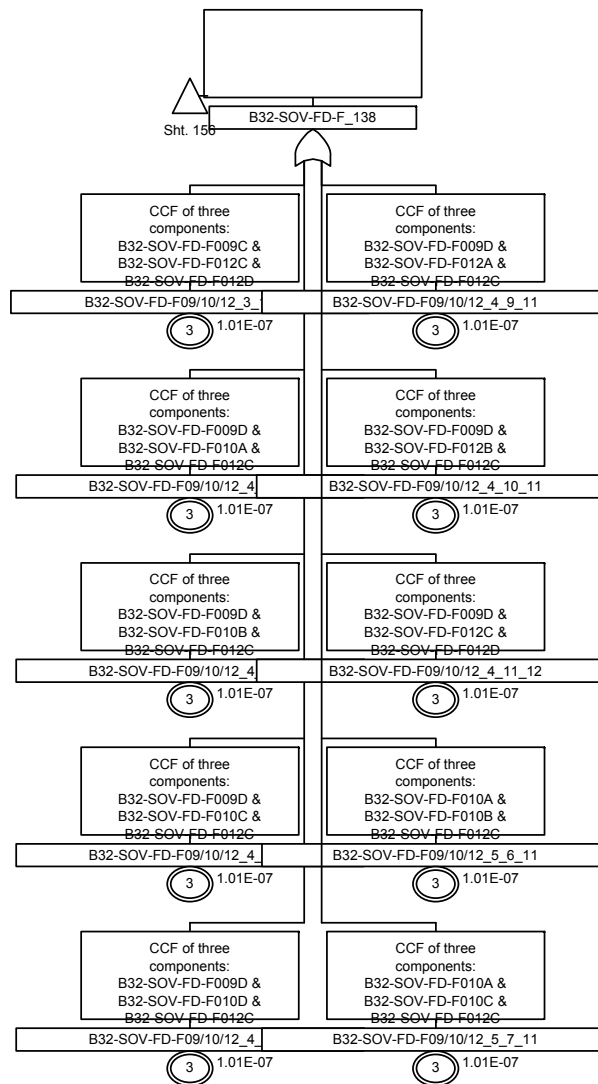 B32-SOV-FD-F_138
Sht. 156
CCF of three
components:
B32-SOV-FD-F009C &
B32-SOV-FD-F012C &
B32-SOV-FD-F012D
B32-SOV-FD-F09/10/12_3_
3
1.01E-07
CCF of three
components:
B32-SOV-FD-F009D &
B32-SOV-FD-F012A &
B32-SOV-FD-F012C
B32-SOV-FD-F09/10/12_4_9_11
3
1.01E-07
CCF of three
components:
B32-SOV-FD-F009D &
B32-SOV-FD-F010A &
B32-SOV-FD-F012C
B32-SOV-FD-F09/10/12_4_
3
1.01E-07
CCF of three
components:
B32-SOV-FD-F009D &
B32-SOV-FD-F012B &
B32-SOV-FD-F012C
B32-SOV-FD-F09/10/12_4_10_11
3
1.01E-07
CCF of three
components:
B32-SOV-FD-F009D &
B32-SOV-FD-F010B &
B32-SOV-FD-F012C
B32-SOV-FD-F09/10/12_4_
3
1.01E-07
CCF of three
components:
B32-SOV-FD-F009D &
B32-SOV-FD-F012C &
B32-SOV-FD-F012D
B32-SOV-FD-F09/10/12_4_11_12
3
1.01E-07
CCF of three
components:
B32-SOV-FD-F009D &
B32-SOV-FD-F010C &
B32-SOV-FD-F012C
B32-SOV-FD-F09/10/12_4_
3
1.01E-07
CCF of three
components:
B32-SOV-FD-F010A &
B32-SOV-FD-F010B &
B32-SOV-FD-F012C
B32-SOV-FD-F09/10/12_5_6_11
3
1.01E-07
CCF of three
components:
B32-SOV-FD-F009D &
B32-SOV-FD-F010D &
B32-SOV-FD-F012C
B32-SOV-FD-F09/10/12_4_
3
1.01E-07
CCF of three
components:
B32-SOV-FD-F010A &
B32-SOV-FD-F010C &
B32-SOV-FD-F012C
B32-SOV-FD-F09/10/12_5_7_11
3
1.01E-07